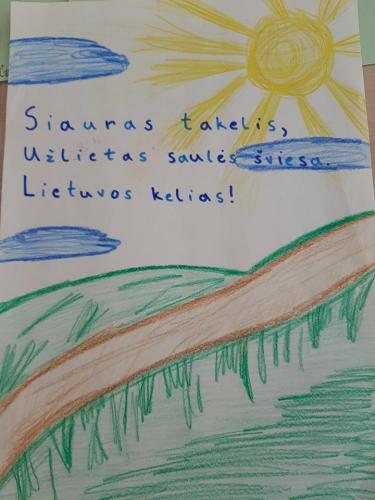 Siauras takelis,
Užlietas saulės šviesa.
Lietuvos kelias!